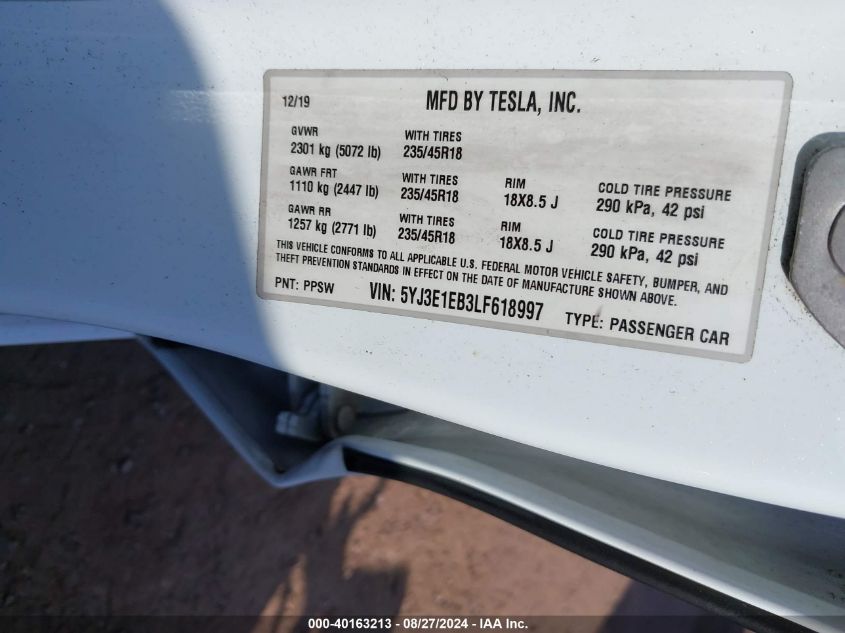 12/19 MFD BY TESLA, INC.
GVWR WITH TIRES
2301 kg (5072 lb) 235/45R18
GAWR FRT WITH TIRES RIM COLD TIRE PRESSURE
1110 kg (2447 lb) 235/45R18 18X8.5 J 290 kPa, 42 psi
GAWR RR WITH TIRES RIM COLD TIRE PRESSURE
1257 kg (2771 lb) 235/45R18 18X8.5 J 290 kPa, 42 psi
THIS VEHICLE CONFORMS TO ALL APPLICABLE U.S. FEDERAL MOTOR VEHICLE SAFETY, BUMPER, AND
THEFT PREVENTION STANDARDS IN EFFECT ON THE DATE OF MANUFACTURE SHOWN ABOVE.
PNT: PPSW VIN: 5YJ3E1EB3LF618997 TYPE: PASSENGER CAR
000-40163213 - 08/27/2024 - IAA Inc.